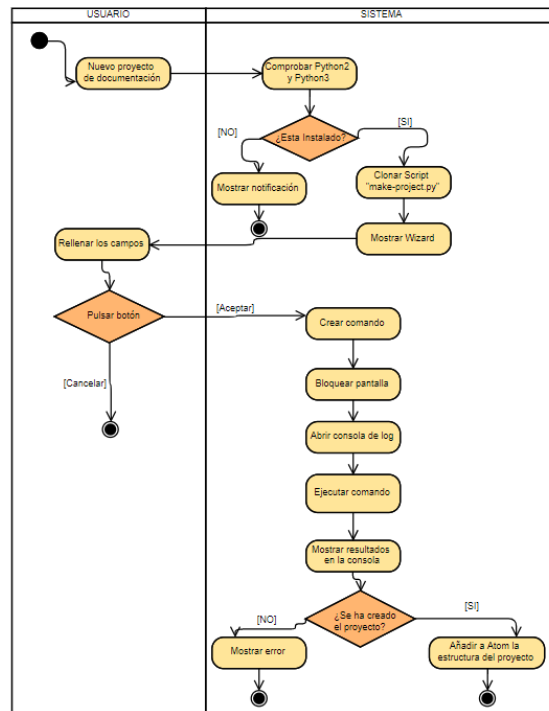 USUARIO
SISTEMA
Nuevo proyecto
de documentación
Comprobar Python2
y Python3
¿Esta Instalado?
[NO]
[SI]
Mostrar notificación
Clonar Script
"make-project.py"
Rellenar los campos
Mostrar Wizard
Pulsar botón
[Aceptar]
[Cancelar]
Crear comando
Bloquear pantalla
Abrir consola de log
Ejecutar comando
Mostrar resultados
en la consola
¿Se ha creado
el proyecto?
[NO]
[SI]
Mostrar error
Añadir a Atom la
estructura del proyecto